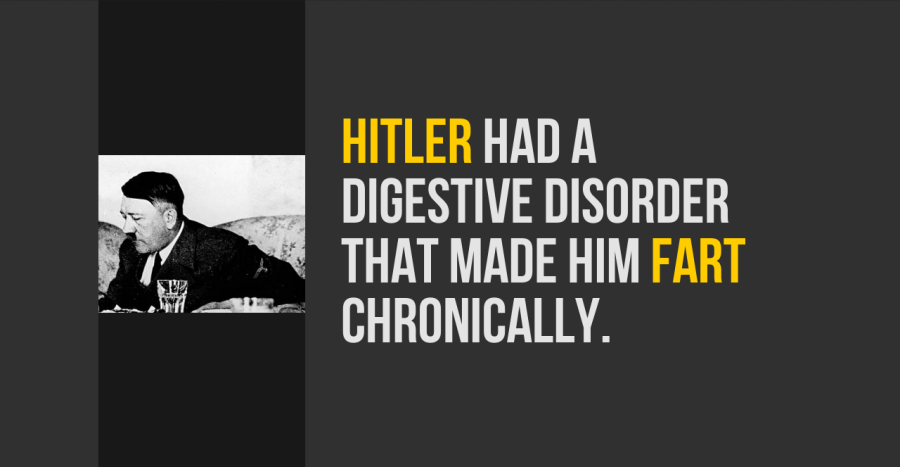 HITLER HAD A
DIGESTIVE DISORDER
THAT MADE HIM FART
CHRONICALLY.